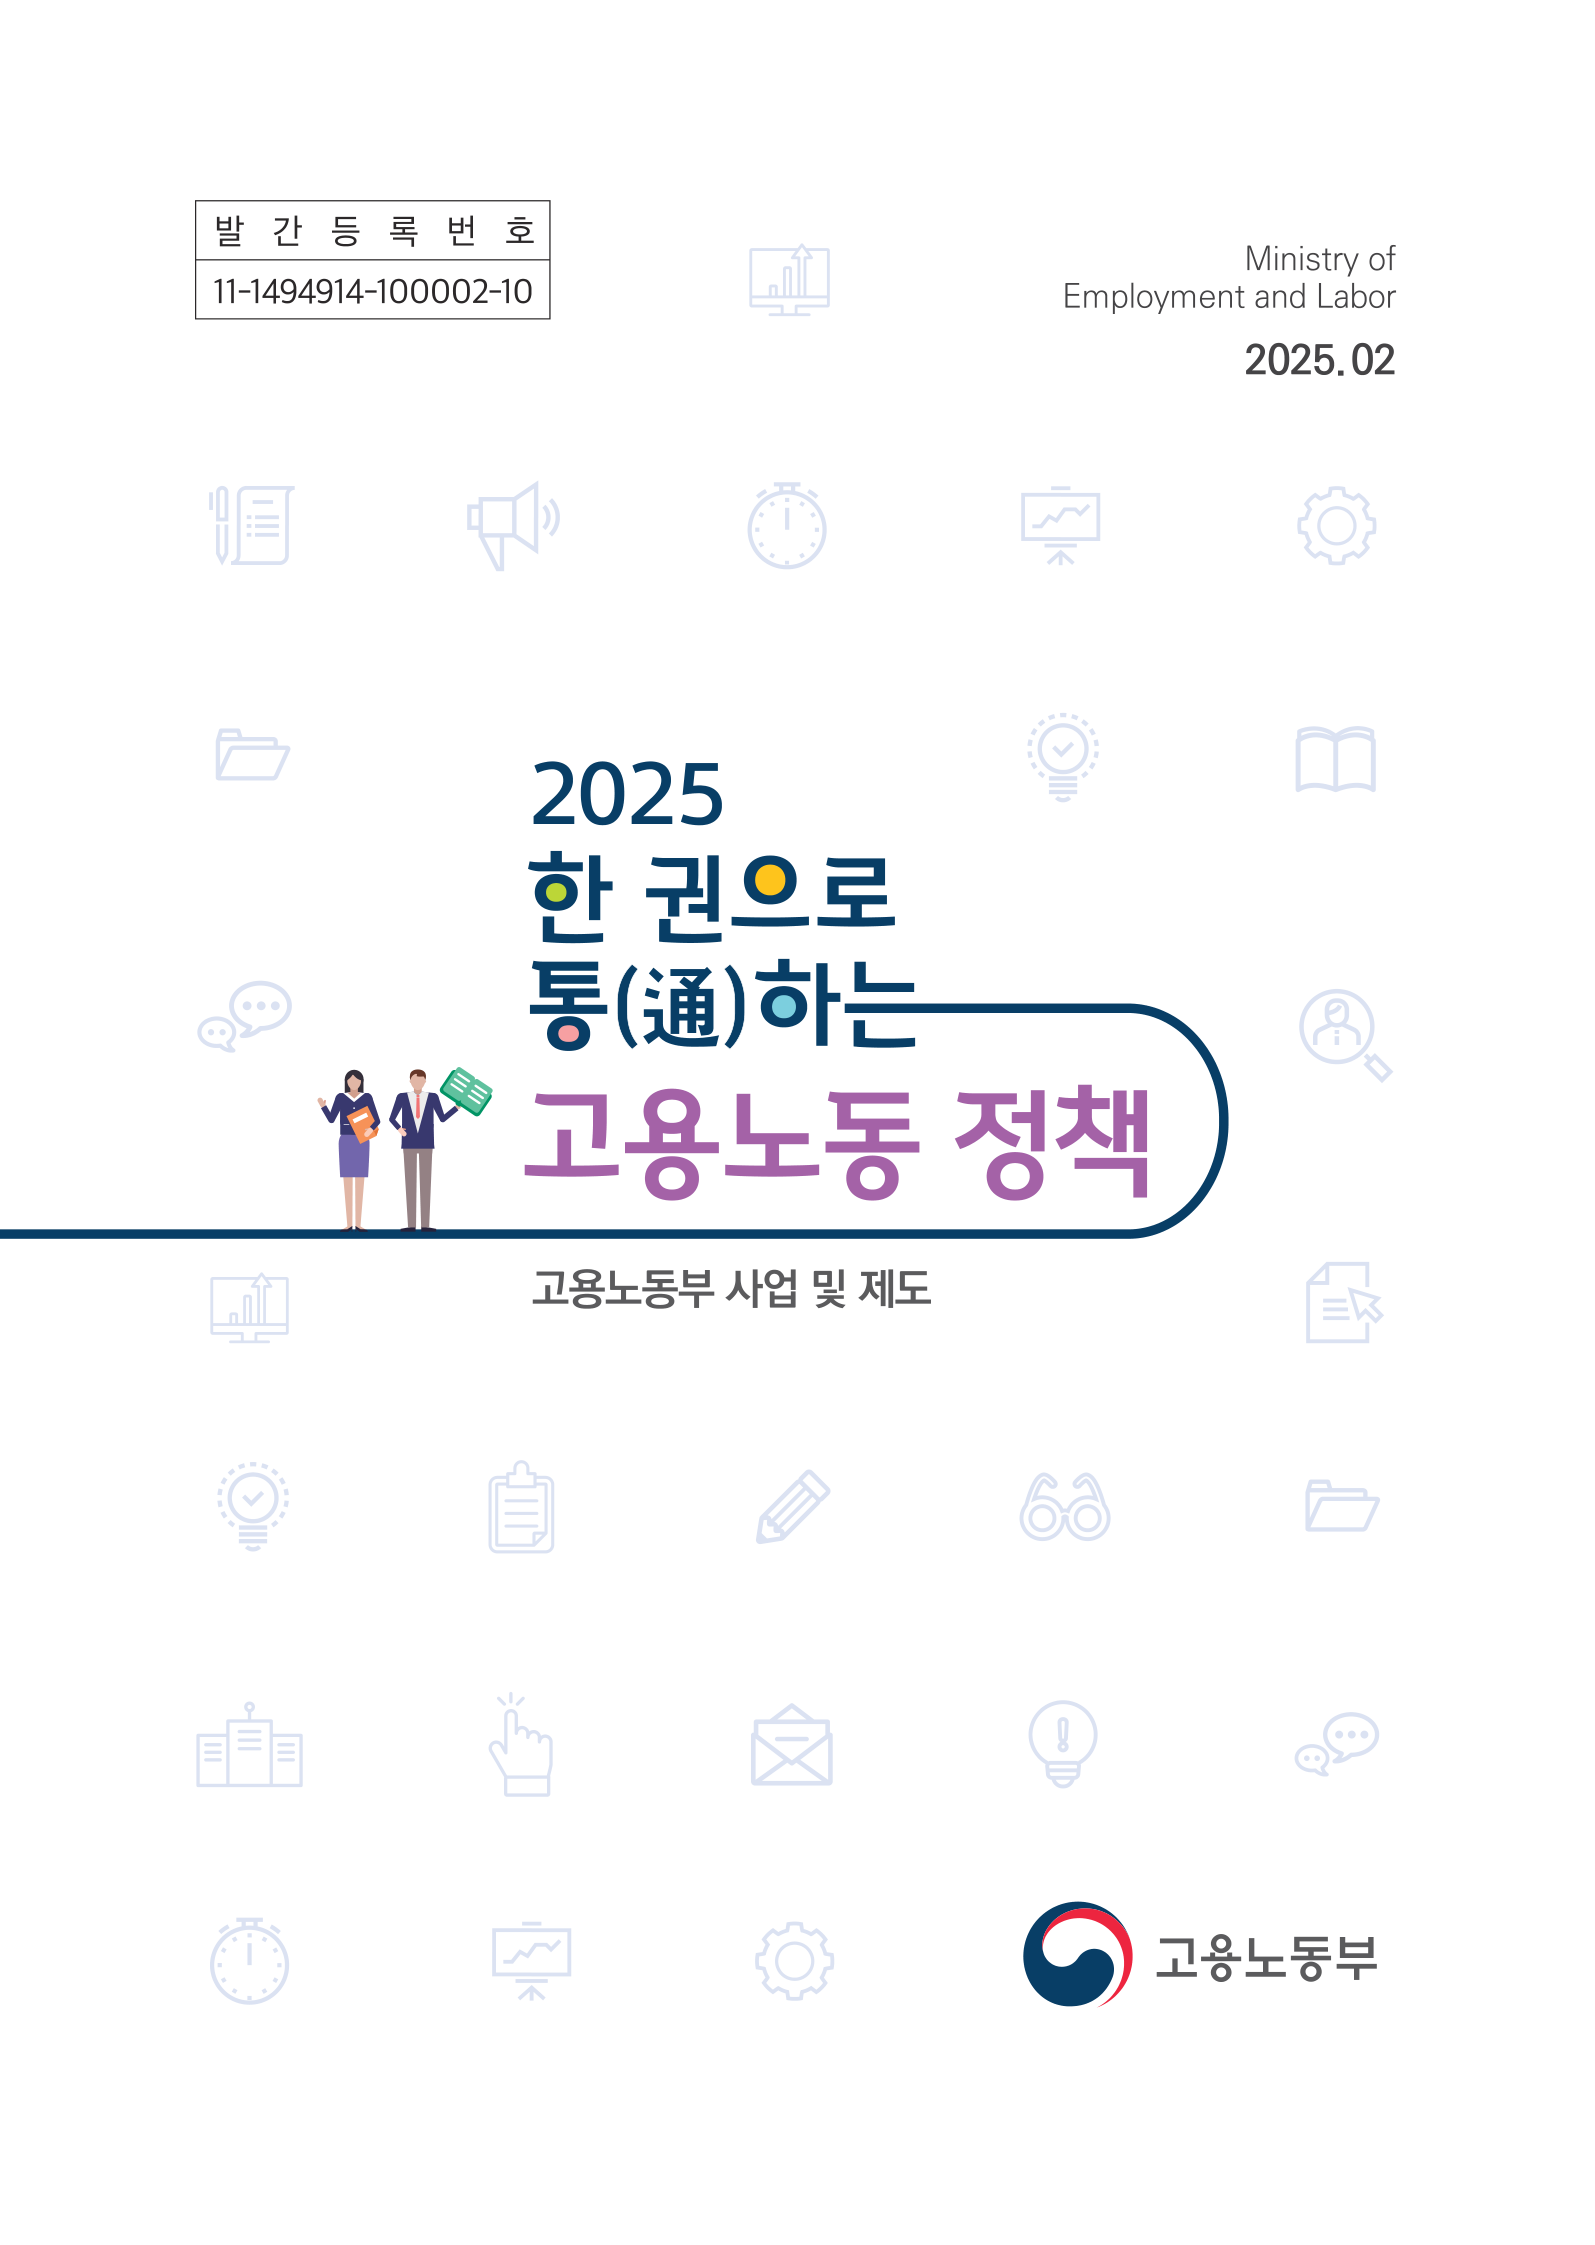 발 간 등 록 번 호
11-1494914-100002-10
Ministry of
Employment and Labor
2025. 02
2025
한 권으로
통(通)하는
고용노동 정책
고용노동부 사업 및 제도
고용노동부